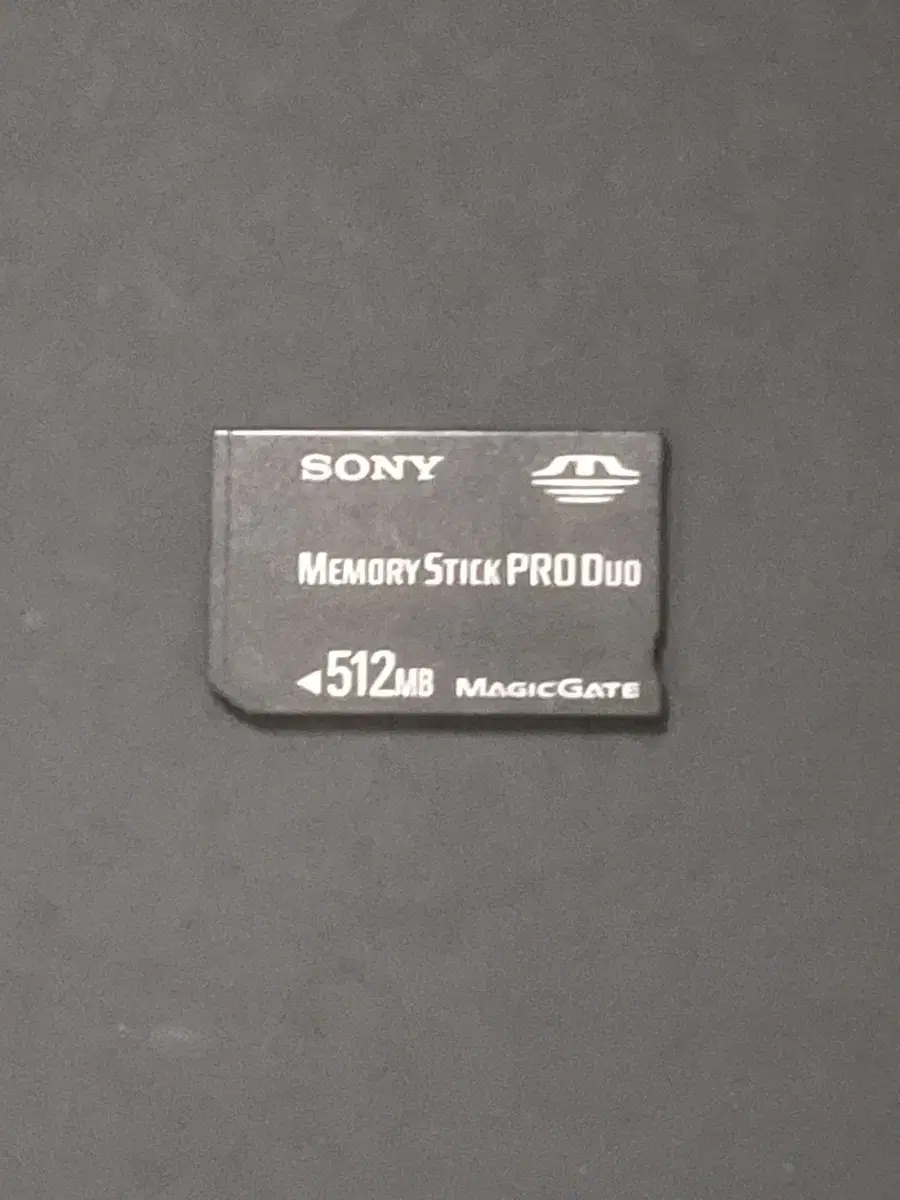 SONY
MEMORY STICK PRO DUO
◀512MB MAGICGATE